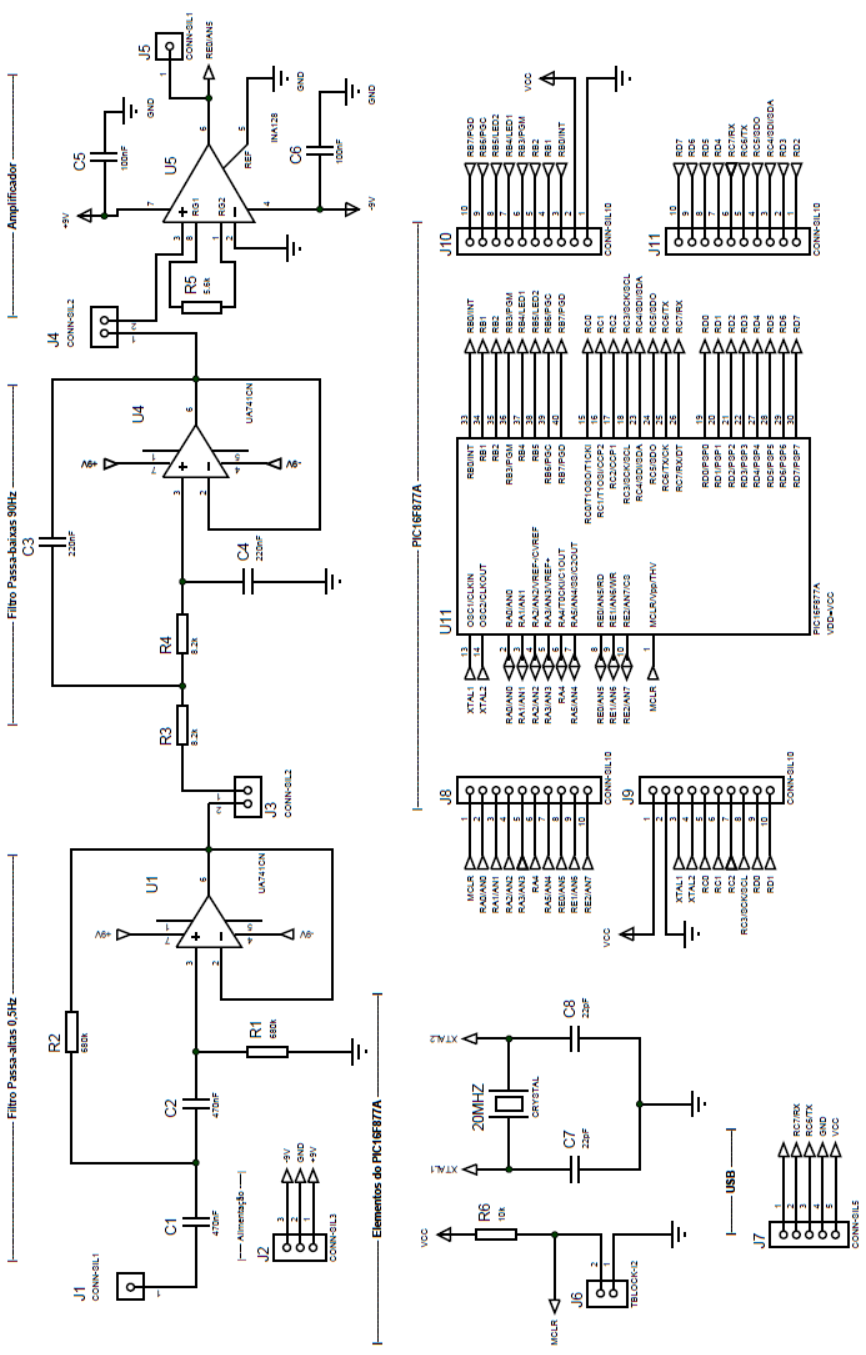 Filtro Passa-altas 0,5Hz
Filtro Passa-baixas 90Hz
Amplificador
J1
CONN-SIL1
1
C1
470nF
C2
470nF
R2
680k
R1
680k
U1
UA741CN
+9V
-9V
3
2
6
7
1
4
5
J3
CONN-SIL2
2
1
R3
8.2k
R4
8.2k
C3
220nF
C4
220nF
U4
UA741CN
+9V
-9V
3
2
6
7
1
4
5
J4
CONN-SIL2
2
1
R5
5.6k
U5
INA128
RG1
RG2
REF
3
8
1
2
7
6
5
4
+9V
-9V
C5
100nF
GND
C6
100nF
GND
GND
J5
CONN-SIL1
1
RE0/AN5
Alimentação
J2
CONN-SIL3
3
2
1
-9V
GND
+9V
Elementos do PIC16F877A
VCC
R6
10k
MCLR
J6
TBLOCK-I2
2
1
XTAL1
XTAL2
20MHZ
CRYSTAL
C7
22pF
C8
22pF
USB
J7
CONN-SIL5
1
2 RC7/RX
3 RC6/TX
4 GND
5 VCC
PIC16F877A
J8
CONN-SIL10
MCLR 1
RA0/AN0 2
RA1/AN1 3
RA2/AN2 4
RA3/AN3 5
RA4 6
RA5/AN4 7
RE0/AN5 8
RE1/AN6 9
RE2/AN7 10
J9
CONN-SIL10
VCC
1
2
XTAL1 3
XTAL2 4
RC0 5
RC1 6
RC2 7
RC3/SCK/SCL 8
RD0 9
RD1 10
U11
XTAL1 13 OSC1/CLKIN
XTAL2 14 OSC2/CLKOUT
RA0/AN0 2 RA0/AN0
RA1/AN1 3 RA1/AN1
RA2/AN2 4 RA2/AN2/VREF-/CVREF
RA3/AN3 5 RA3/AN3/VREF+
RA4 6 RA4/T0CKI/C1OUT
RA5/AN4 7 RA5/AN4/SS/C2OUT
RE0/AN5 8 RE0/AN5/RD
RE1/AN6 9 RE1/AN6/WR
RE2/AN7 10 RE2/AN7/CS
MCLR 1 MCLR/Vpp/THV
RB0/INT 33 RB0/INT
RB1 34 RB1
RB2 35 RB2
RB3/PGM 36 RB3/PGM
RB4 37 RB4/LED1
RB5 38 RB5/LED2
RB6/PGC 39 RB6/PGC
RB7/PGD 40 RB7/PGD
RC0/T1OSO/T1CKI 15 RC0
RC1/T1OSI/CCP2 16 RC1
RC2/CCP1 17 RC2
RC3/SCK/SCL 18 RC3/SCK/SCL
RC4/SDI/SDA 23 RC4/SDI/SDA
RC5/SDO 24 RC5/SDO
RC6/TX/CK 25 RC6/TX
RC7/RX/DT 26 RC7/RX
RD0/PSP0 19 RD0
RD1/PSP1 20 RD1
RD2/PSP2 21 RD2
RD3/PSP3 22 RD3
RD4/PSP4 27 RD4
RD5/PSP5 28 RD5
RD6/PSP6 29 RD6
RD7/PSP7 30 RD7
PIC16F877A
VDD=VCC
J10
CONN-SIL10
10 RB7/PGD
9 RB6/PGC
8 RB5/LED2
7 RB4/LED1
6 RB3/PGM
5 RB2
4 RB1
3 RB0/INT
2
1
VCC
J11
CONN-SIL10
10 RD7
9 RD6
8 RD5
7 RD4
6 RC7/RX
5 RC6/TX
4 RC5/SDO
3 RC4/SDI/SDA
2 RD3
1 RD2